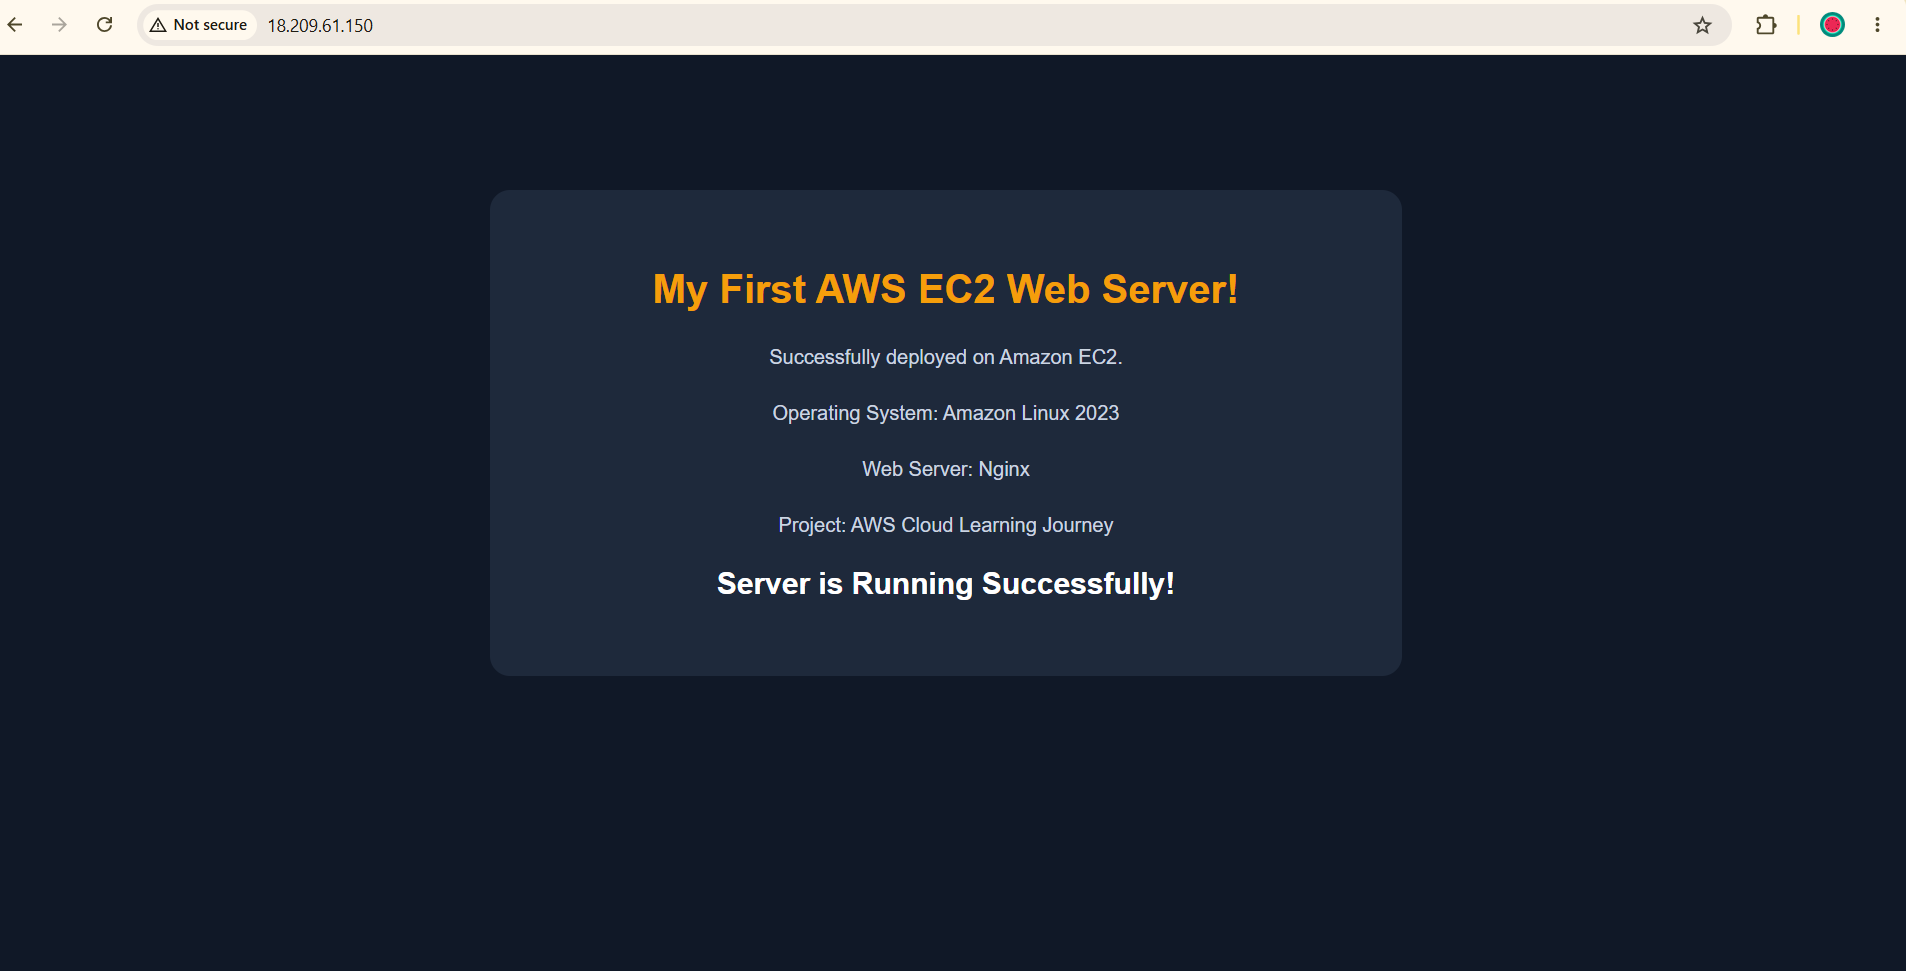 Not secure 18.209.61.150
My First AWS EC2 Web Server!
Successfully deployed on Amazon EC2.
Operating System: Amazon Linux 2023
Web Server: Nginx
Project: AWS Cloud Learning Journey
Server is Running Successfully!